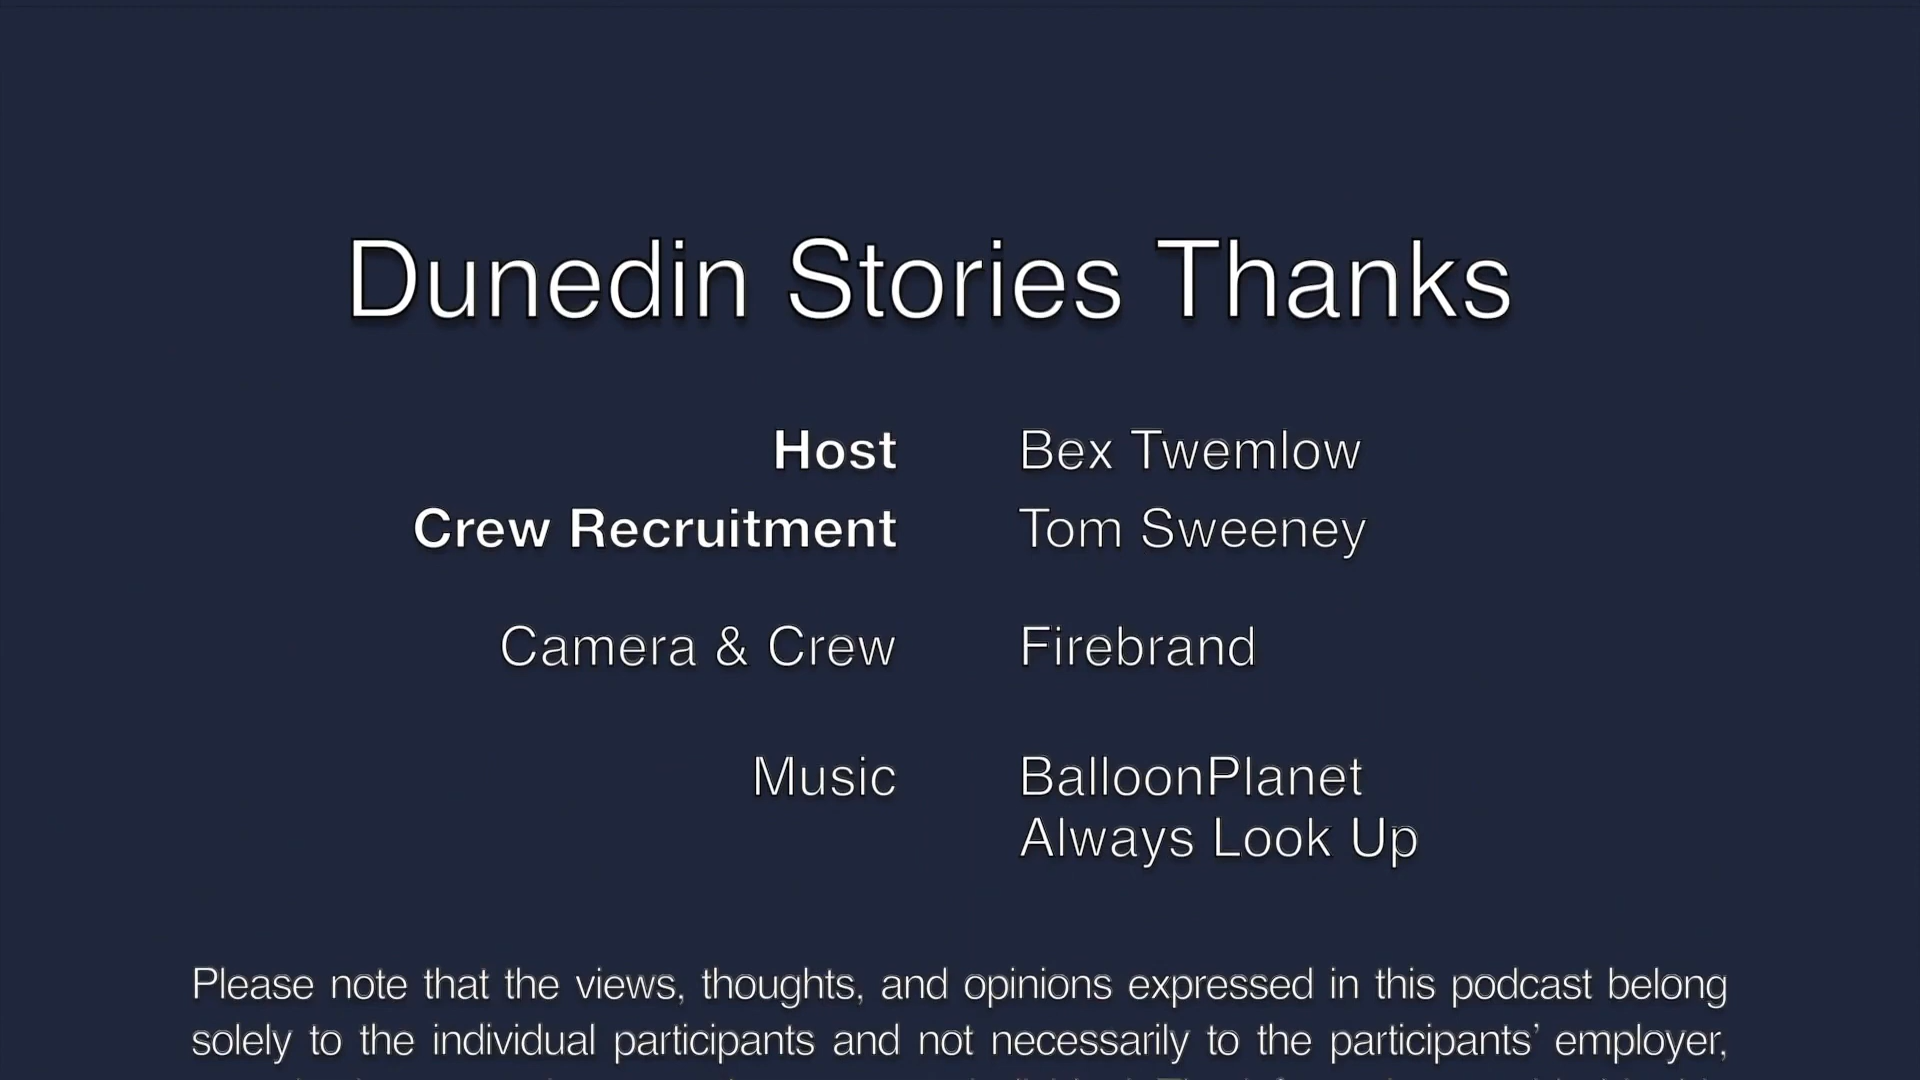 Dunedin Stories Thanks
Host Bex Twemlow
Crew Recruitment Tom Sweeney
Camera & Crew Firebrand
Music BalloonPlanet
Always Look Up
Please note that the views, thoughts, and opinions expressed in this podcast belong
solely to the individual participants and not necessarily to the participants’ employer,